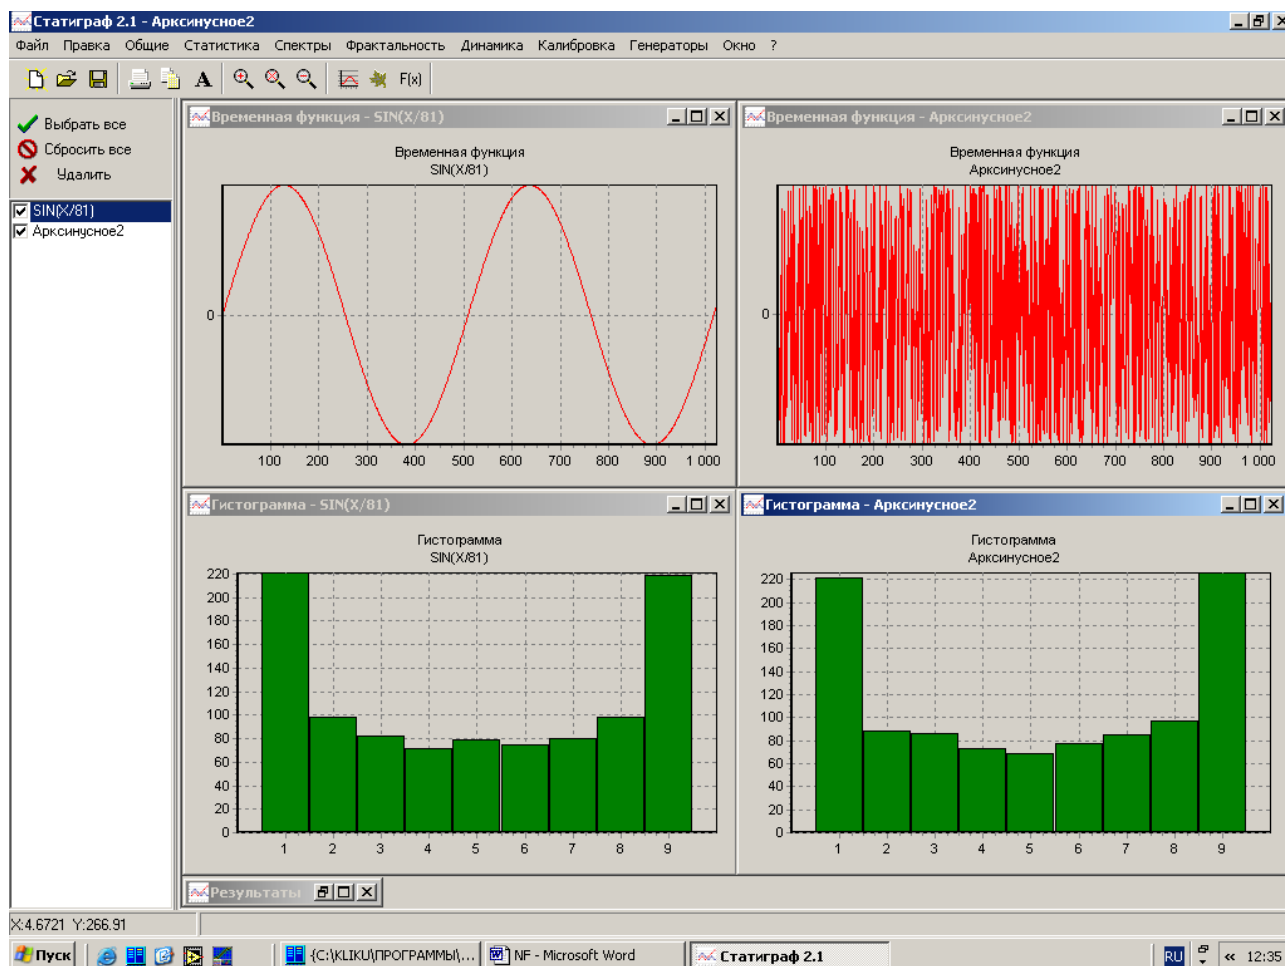 Статиграф 2.1 - Арксинусное2
Файл Правка Общие Статистика Спектры Фрактальность Динамика Калибровка Генераторы Окно ?
A F(x)
Выбрать все
Сбросить все
Удалить
SIN(X/81)
Арксинусное2
Временная функция - SIN(X/81)
Временная функция
SIN(X/81)
0
100 200 300 400 500 600 700 800 900 1 000
Временная функция - Арксинусное2
Временная функция
Арксинусное2
0
100 200 300 400 500 600 700 800 900 1 000
Гистограмма - SIN(X/81)
Гистограмма
SIN(X/81)
220
200
180
160
140
120
100
80
60
40
20
0
1 2 3 4 5 6 7 8 9
Гистограмма - Арксинусное2
Гистограмма
Арксинусное2
220
200
180
160
140
120
100
80
60
40
20
0
1 2 3 4 5 6 7 8 9
Результаты
X:4.6721 Y:266.91
Пуск {C:\KLIKU\ПРОГРАММЫ\... NF - Microsoft Word Статиграф 2.1 RU « 12:35